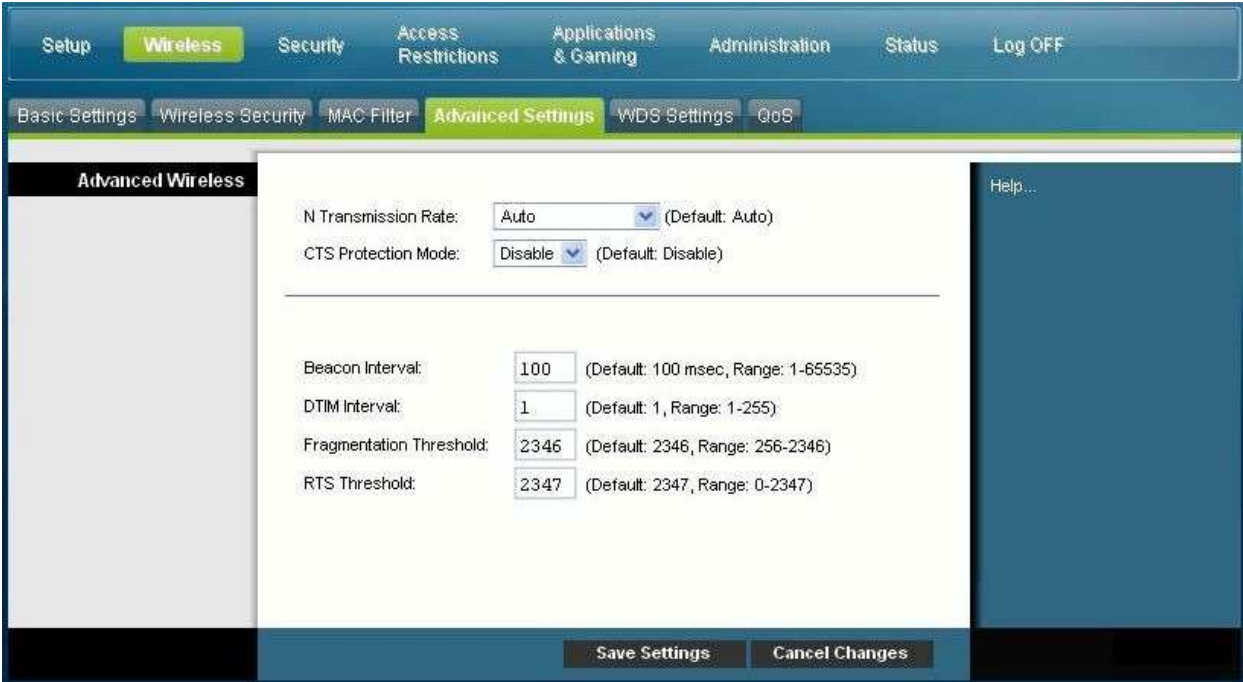 Setup Wireless Security Access Restrictions Applications & Gaming Administration Status Log OFF
Basic Settings Wireless Security MAC Filter Advanced Settings WDS Settings QoS
Advanced Wireless
Help...
N Transmission Rate: Auto (Default: Auto)
CTS Protection Mode: Disable (Default: Disable)
Beacon Interval: 100 (Default: 100 msec, Range: 1-65535)
DTIM Interval: 1 (Default: 1, Range: 1-255)
Fragmentation Threshold: 2346 (Default: 2346, Range: 256-2346)
RTS Threshold: 2347 (Default: 2347, Range: 0-2347)
Save Settings Cancel Changes